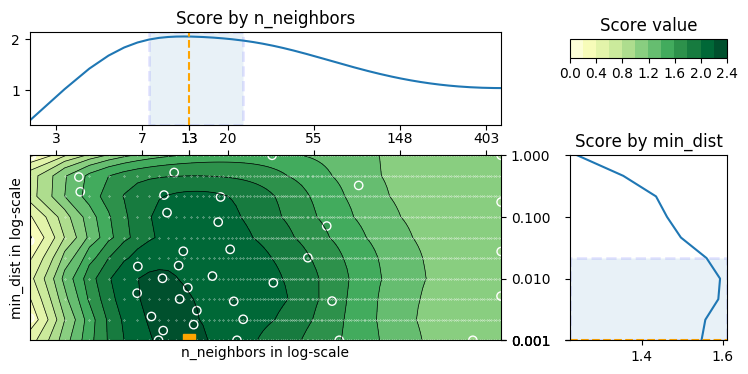 Score by n_neighbors
Score value
2
1
0.0 0.4 0.8 1.2 1.6 2.0 2.4
3 7 13 20 55 148 403
Score by min_dist
min_dist in log-scale
1.000
0.100
0.010
0.001
n_neighbors in log-scale
1.4 1.6